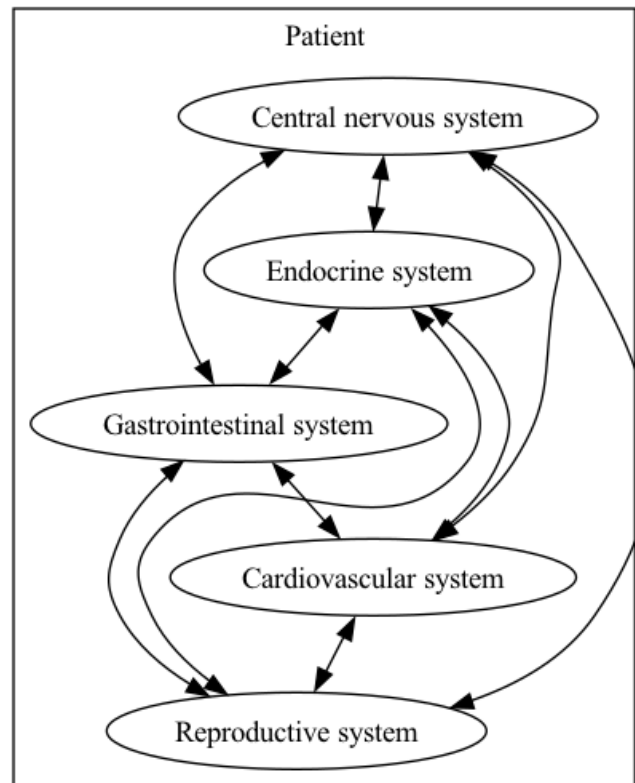 Patient
Central nervous system
Endocrine system
Gastrointestinal system
Cardiovascular system
Reproductive system